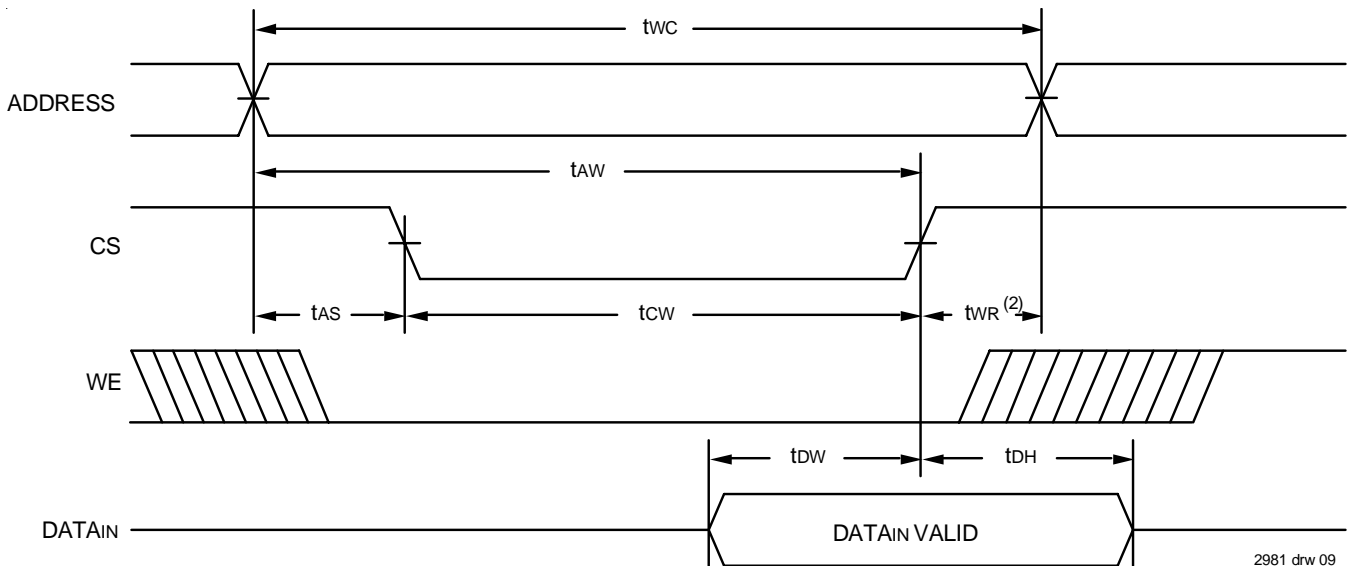 tWC
ADDRESS
tAW
CS
tAS tCW tWR (2)
WE
tDW tDH
DATAIN DATAIN VALID
2981 drw 09